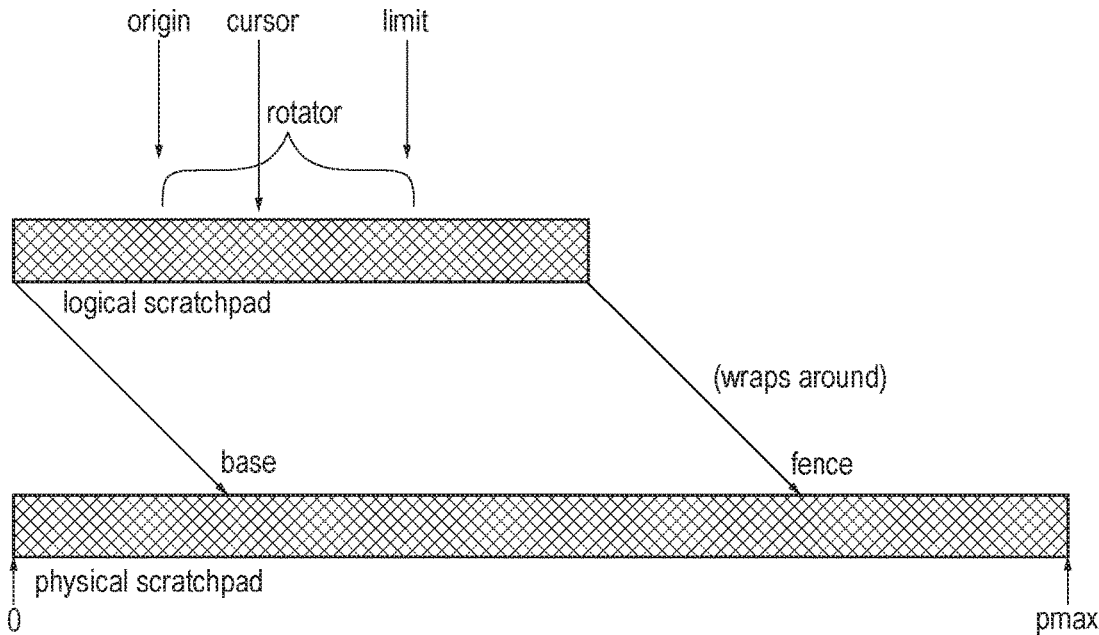 origin cursor limit
rotator
logical scratchpad
(wraps around)
base fence
physical scratchpad
0 pmax